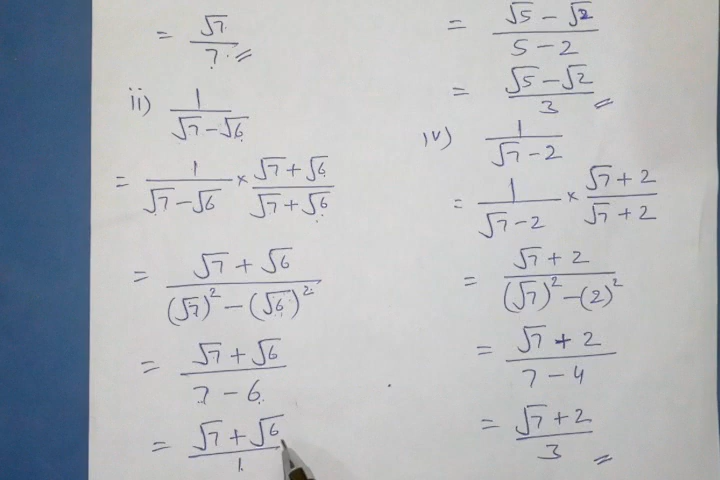 = √7/7
ii) 1/(√7-√6)
= 1/(√7-√6) × (√7+√6)/(√7+√6)
= (√7+√6)/((√7)²-(√6)²)
= (√7+√6)/(7-6)
= (√7+√6)/1
= (√5-√2)/(5-2)
= (√5-√2)/3
iv) 1/(√7-2)
= 1/(√7-2) × (√7+2)/(√7+2)
= (√7+2)/((√7)²-(2)²)
= (√7+2)/(7-4)
= (√7+2)/3